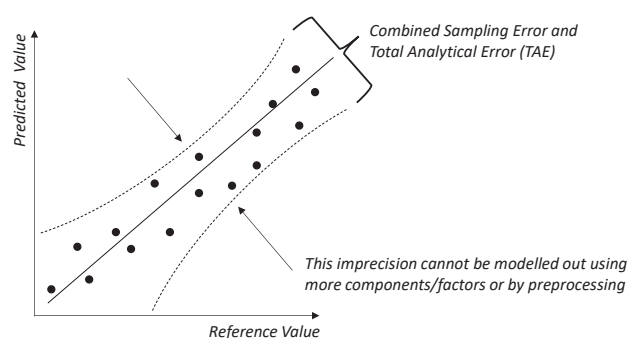 Combined Sampling Error and
Total Analytical Error (TAE)
Predicted Value
This imprecision cannot be modelled out using
more components/factors or by preprocessing
Reference Value